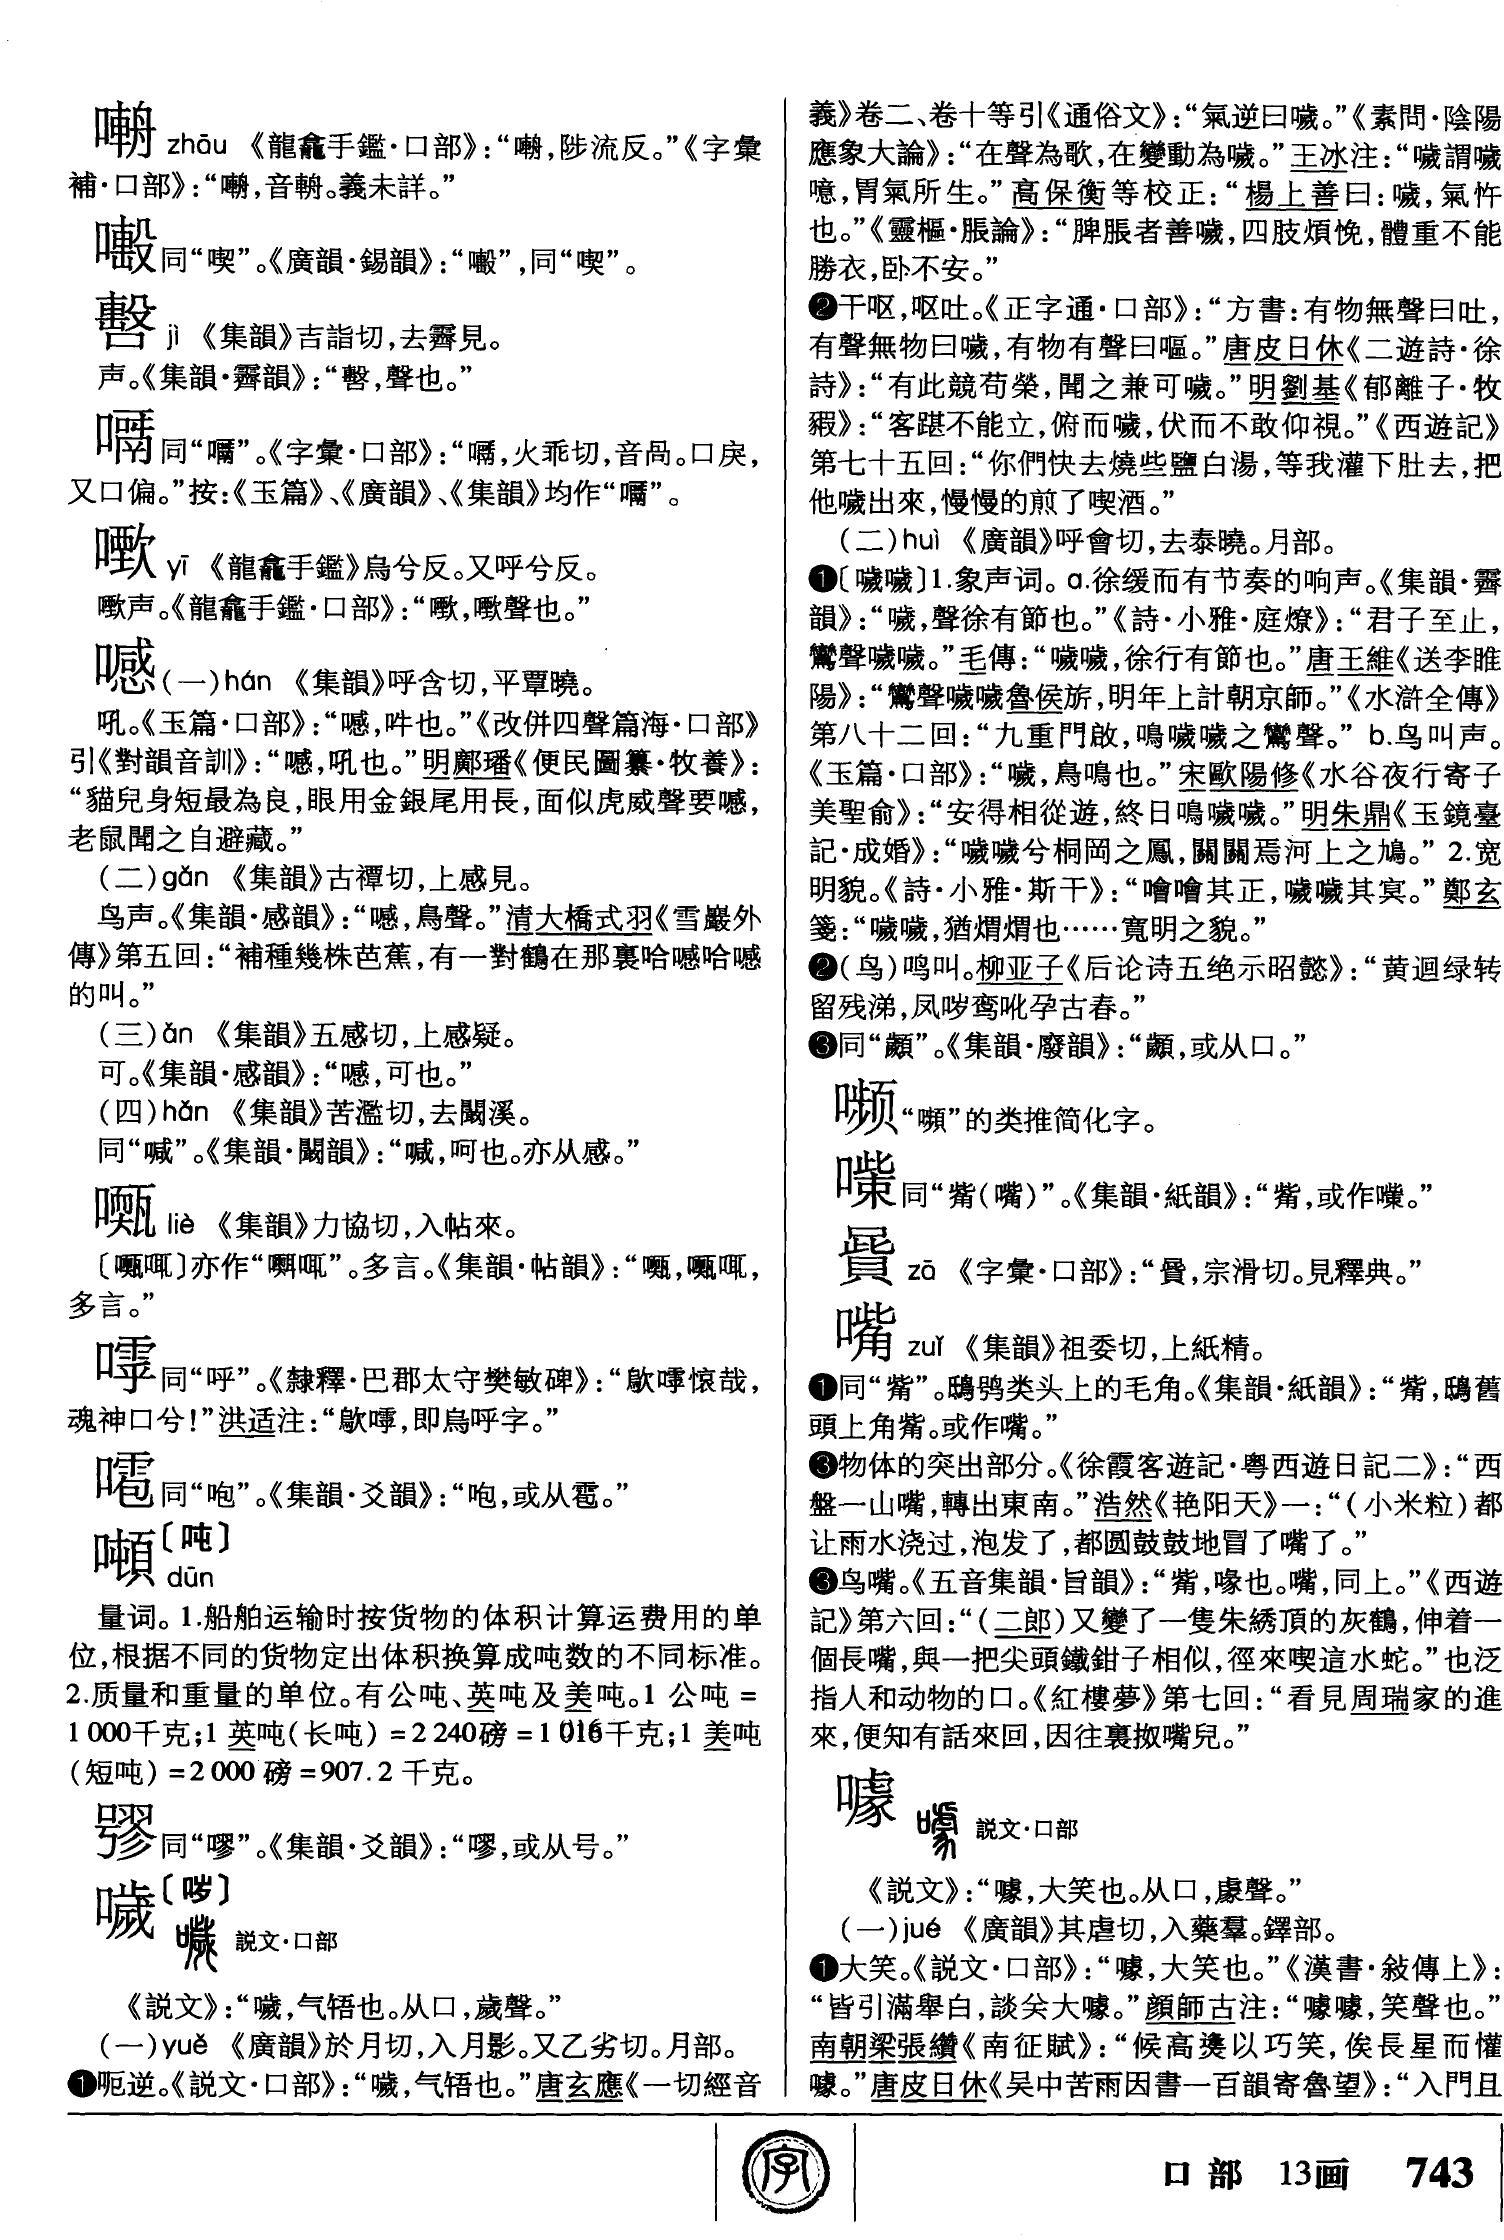 嚪 zhāu 《龍龕手鑑·口部》：“，陟流反。”《字彙
補·口部》：“，音輈。義未詳。”
同“喫”。《廣韻·錫韻》：“”，同“喫”。
jì 《集韻》吉詣切，去霽見。
声。《集韻·霽韻》：“，聲也。”
同“”。《字彙·口部》：“，火乖切，音咼。口戾，
又口偏。”按：《玉篇》、《廣韻》、《集韻》均作“”。
yī 《龍龕手鑑》烏兮反。又呼兮反。
声。《龍龕手鑑·口部》：“，聲也。”
㘕(一)hán 《集韻》呼含切，平覃曉。
吼。《玉篇·口部》：“，吽也。”《改併四聲篇海·口部》
引《對韻音訓》：“，吼也。”明鄺璠《便民圖纂·牧養》：
“貓兒身短最為良，眼用金銀尾用長，面似虎威聲要，
老鼠聞之自避藏。”
(二)gǎn 《集韻》古禫切，上感見。
鸟声。《集韻·感韻》：“，鳥聲。”清大橋式羽《雪巖外
傳》第五回：“補種幾株芭蕉，有一對鶴在那裏哈哈
的叫。”
(三)ǎn 《集韻》五感切，上感疑。
可。《集韻·感韻》：“，可也。”
(四)hǎn 《集韻》苦濫切，去闞溪。
同“喊”。《集韻·闞韻》：“喊，呵也。亦从感。”
liè 《集韻》力協切，入帖來。
〔〕亦作“”。多言。《集韻·帖韻》：“，，
多言。”
嘑同“呼”。《隸釋·巴郡太守樊敏碑》：“歍懷哉，
魂神口兮！”洪适注：“歍，即烏呼字。”
同“咆”。《集韻·爻韻》：“咆，或从雹。”
噸〔吨〕
dūn
量词。1.船舶运输时按货物的体积计算运费用的单
位，根据不同的货物定出体积换算成吨数的不同标准。
2.质量和重量的单位。有公吨、英吨及美吨。1 公吨 =
1 000千克；1 英吨(长吨) =2 240磅 =1 016千克；1 美吨
(短吨) =2 000 磅 =907.2 千克。
同“嘐”。《集韻·爻韻》：“嘐，或从号。”
噦〔哕〕
説文·口部
《説文》：“噦，气啎也。从口，歲聲。”
(一)yuě 《廣韻》於月切，入月影。又乙劣切。月部。
❶呃逆。《説文·口部》：“噦，气啎也。”唐玄應《一切經音
義》卷二、卷十等引《通俗文》：“氣逆曰噦。”《素問·陰陽
應象大論》：“在聲為歌，在變動為噦。”王冰注：“噦謂噦
噫，胃氣所生。”高保衡等校正：“楊上善曰：噦，氣忤
也。”《靈樞·脹論》：“脾脹者善噦，四肢煩悗，體重不能
勝衣，卧不安。”
❷干呕，呕吐。《正字通·口部》：“方書：有物無聲曰吐，
有聲無物曰噦，有物有聲曰嘔。”唐皮日休《二遊詩·徐
詩》：“有此競苟榮，聞之兼可噦。”明劉基《郁離子·牧
豭》：“客踸不能立，俯而噦，伏而不敢仰視。”《西遊記》
第七十五回：“你們快去燒些鹽白湯，等我灌下肚去，把
他噦出來，慢慢的煎了喫酒。”
(二)huì 《廣韻》呼會切，去泰曉。月部。
❶〔噦噦〕1.象声词。a.徐缓而有节奏的响声。《集韻·霽
韻》：“噦，聲徐有節也。”《詩·小雅·庭燎》：“君子至止，
鸞聲噦噦。”毛傳：“噦噦，徐行有節也。”唐王維《送李睢
陽》：“鸞聲噦噦魯侯旂，明年上計朝京師。”《水滸全傳》
第八十二回：“九重門啟，鳴噦噦之鸞聲。” b.鸟叫声。
《玉篇·口部》：“噦，鳥鳴也。”宋歐陽修《水谷夜行寄子
美聖俞》：“安得相從遊，終日鳴噦噦。”明朱鼎《玉鏡臺
記·成婚》：“噦噦兮桐岡之鳳，關關焉河上之鳩。” 2.宽
明貌。《詩·小雅·斯干》：“噲噲其正，噦噦其冥。”鄭玄
箋：“噦噦，猶煟煟也……寬明之貌。”
❷(鸟)鸣叫。柳亚子《后论诗五绝示昭懿》：“黄迴绿转
留残涕，凤哕鸾吪孕古春。”
❸同“顪”。《集韻·廢韻》：“顪，或从口。”
“嚬”的类推简化字。
同“觜(嘴)”。《集韻·紙韻》：“觜，或作。”
zā 《字彙·口部》：“，宗滑切。見釋典。”
嘴 zuǐ 《集韻》祖委切，上紙精。
❶同“觜”。鴟鸮类头上的毛角。《集韻·紙韻》：“觜，鴟舊
頭上角觜。或作嘴。”
❸物体的突出部分。《徐霞客遊記·粤西遊日記二》：“西
盤一山嘴，轉出東南。”浩然《艳阳天》一：“(小米粒)都
让雨水浇过，泡发了，都圆鼓鼓地冒了嘴了。”
❸鸟嘴。《五音集韻·旨韻》：“觜，喙也。嘴，同上。”《西遊
記》第六回：“(二郎)又變了一隻朱綉頂的灰鶴，伸着一
個長嘴，與一把尖頭鐵鉗子相似，徑來喫這水蛇。”也泛
指人和动物的口。《紅樓夢》第七回：“看見周瑞家的進
來，便知有話來回，因往裏㧐嘴兒。”
噱
説文·口部
《説文》：“噱，大笑也。从口，豦聲。”
(一)jué 《廣韻》其虐切，入藥羣。鐸部。
❶大笑。《説文·口部》：“噱，大笑也。”《漢書·敍傳上》：
“皆引滿舉白，談关大噱。”顔師古注：“噱噱，笑聲也。”
南朝梁張纘《南征賦》：“候高㷭以巧笑，俟長星而懽
噱。”唐皮日休《吳中苦雨因書一百韻寄魯望》：“入門且
字
口部 13画 743